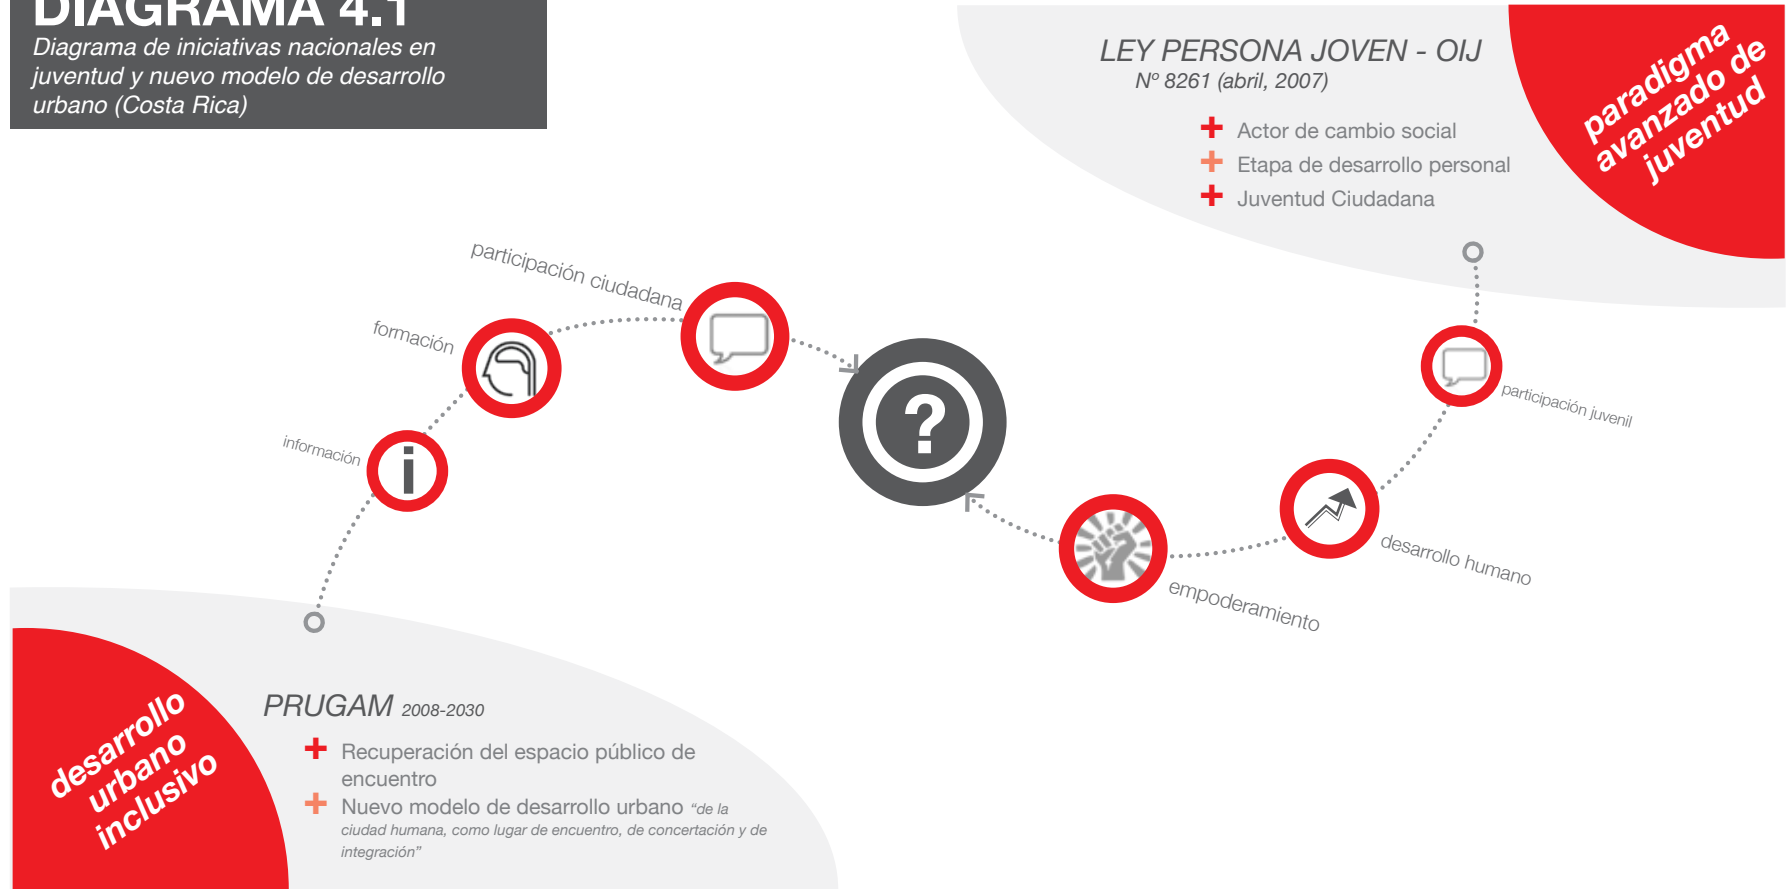 DIAGRAMA 4.1
Diagrama de iniciativas nacionales en
juventud y nuevo modelo de desarrollo
urbano (Costa Rica)
LEY PERSONA JOVEN - OIJ
Nº 8261 (abril, 2007)
+ Actor de cambio social
+ Etapa de desarrollo personal
+ Juventud Ciudadana
paradigma
avanzado de
juventud
participación ciudadana
formación
información
i
?
participación juvenil
desarrollo humano
empoderamiento
desarrollo
urbano
inclusivo
PRUGAM 2008-2030
+ Recuperación del espacio público de
encuentro
+ Nuevo modelo de desarrollo urbano “de la
ciudad humana, como lugar de encuentro, de concertación y de
integración”